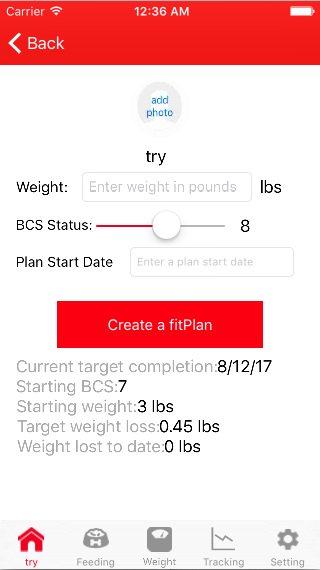 Carrier 12:36 AM
Back
add
photo
try
Weight: Enter weight in pounds lbs
BCS Status: 8
Plan Start Date Enter a plan start date
Create a fitPlan
Current target completion:8/12/17
Starting BCS:7
Starting weight:3 lbs
Target weight loss:0.45 lbs
Weight lost to date:0 lbs
try Feeding Weight Tracking Setting